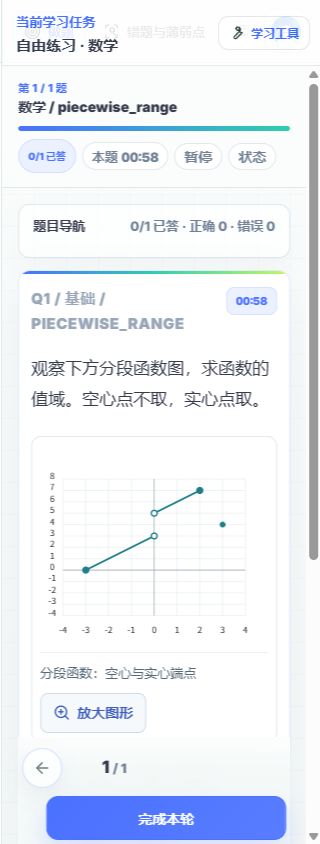 当前学习任务
错题与薄弱点
自由练习 · 数学
学习工具
第 1 / 1 题
数学 / piecewise_range
0/1 已答
本题 00:58
暂停
状态
题目导航
0/1 已答 · 正确 0 · 错误 0
Q1 / 基础 /
PIECEWISE_RANGE
00:58
观察下方分段函数图，求函数的
值域。空心点不取，实心点取。
8
7
6
5
4
3
2
1
0
-1
-2
-3
-4
-4 -3 -2 -1 0 1 2 3 4
分段函数：空心与实心端点
放大图形
1 / 1
完成本轮